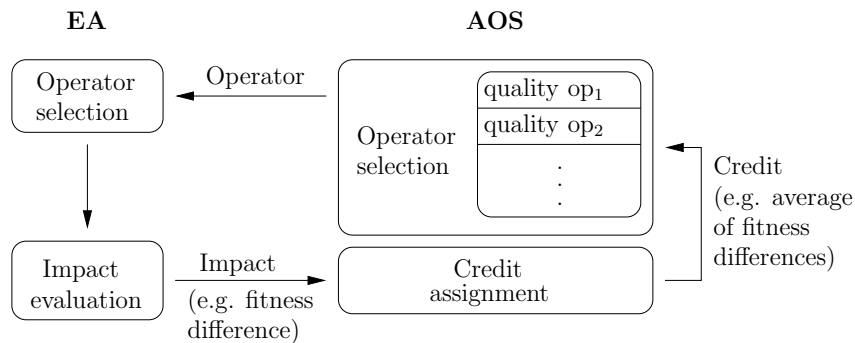 EA
AOS
Operator
selection
Operator
Operator
selection
quality op₁
quality op₂
.
.
.
Credit
(e.g. average
of fitness
differences)
Impact
evaluation
Impact
(e.g. fitness
difference)
Credit
assignment